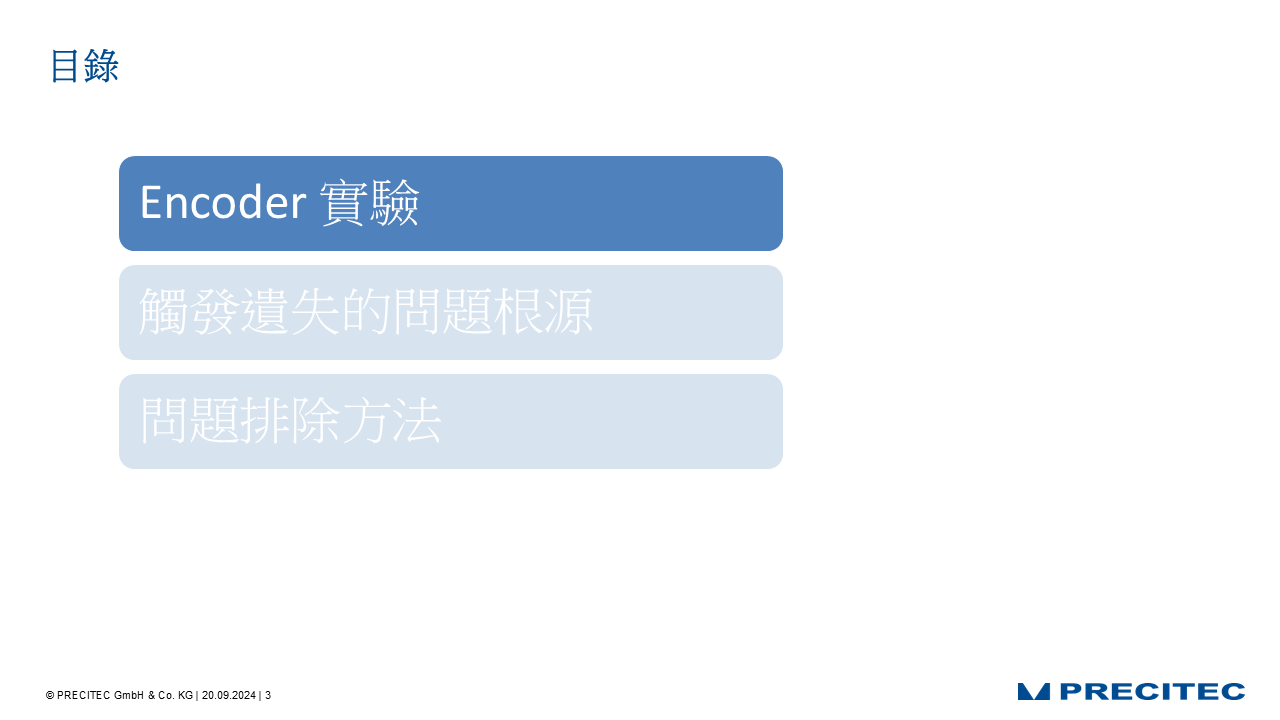 目錄
Encoder 實驗
觸發遺失的問題根源
問題排除方法
© PRECITEC GmbH & Co. KG | 20.09.2024 | 3
PRECITEC